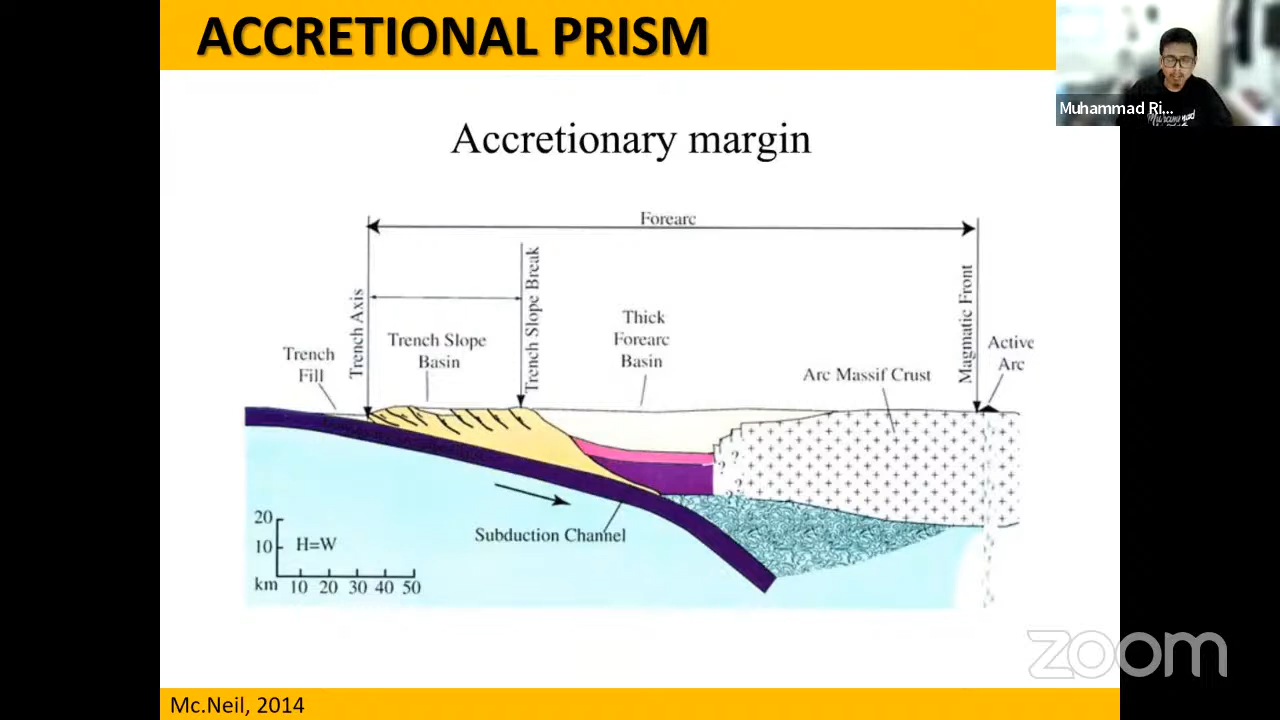 ACCRETIONAL PRISM
Muhammad Ri...
Accretionary margin
Forearc
Trench Axis
Trench Slope Break
Magmatic Front
Thick
Forearc
Basin
Trench Slope
Basin
Trench
Fill
Active
Arc
Arc Massif Crust
? ?
?
?
Subduction Channel
20
10
km
H=W
10 20 30 40 50
zoom
Mc.Neil, 2014